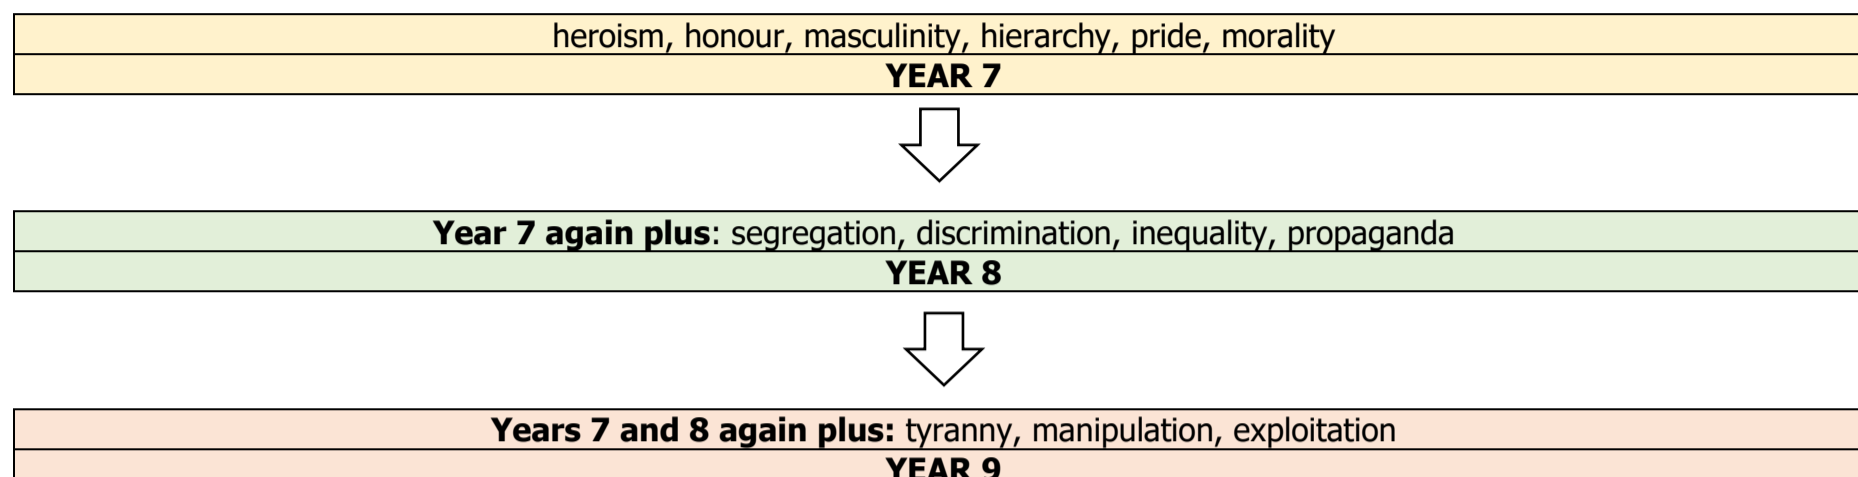 heroism, honour, masculinity, hierarchy, pride, morality
YEAR 7
Year 7 again plus: segregation, discrimination, inequality, propaganda
YEAR 8
Years 7 and 8 again plus: tyranny, manipulation, exploitation
YEAR 9